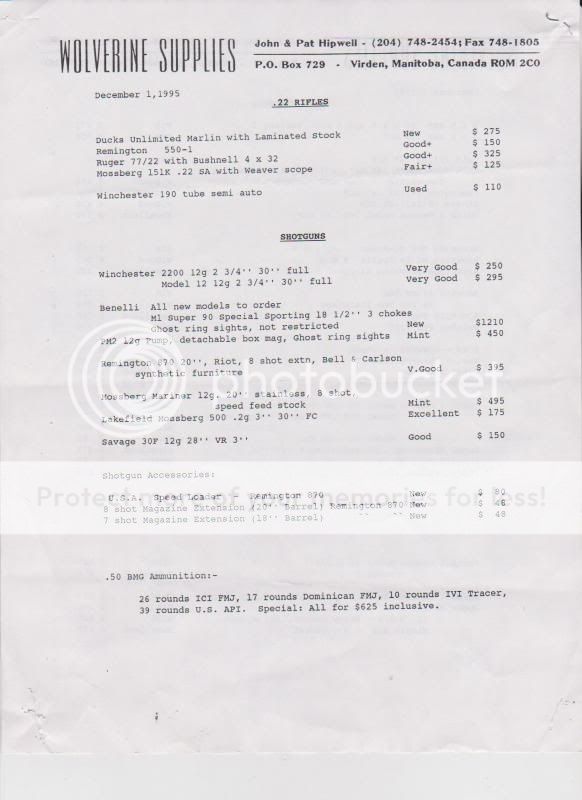 WOLVERINE SUPPLIES
John & Pat Hipwell - (204) 748-2454; Fax 748-1805
P.O. Box 729 - Virden, Manitoba, Canada R0M 2C0
December 1,1995
.22 RIFLES
Ducks Unlimited Marlin with Laminated Stock New $ 275
Remington 550-1 Good+ $ 150
Ruger 77/22 with Bushnell 4 x 32 Good+ $ 325
Mossberg 151K .22 SA with Weaver scope Fair+ $ 125
Winchester 190 tube semi auto Used $ 110
SHOTGUNS
Winchester 2200 12g 2 3/4'' 30'' full Very Good $ 250
Model 12 12g 2 3/4'' 30'' full Very Good $ 295
Benelli All new models to order
M1 Super 90 Special Sporting 18 1/2'' 3 chokes
Ghost ring sights, not restricted New $1210
PM2 12g Pump, detachable box mag, Ghost ring sights Mint $ 450
Remington 870 20'', Riot, 8 shot extn, Bell & Carlson
synthetic furniture V.Good $ 395
Mossberg Mariner 12g. 20'' stainless, 8 shot,
speed feed stock Mint $ 495
Lakefield Mossberg 500 .2g 3'' 30'' FC Excellent $ 175
Savage 30F 12g 28'' VR 3'' Good $ 150
Shotgun Accessories:
U.S.A. Speed Loader - Remington 870 New $ 80
8 shot Magazine Extension (20'' Barrel) Remington 870 New $ 48
7 shot Magazine Extension (18'' Barrel) '' '' New $ 48
.50 BMG Ammunition:-
26 rounds ICI FMJ, 17 rounds Dominican FMJ, 10 rounds IVI Tracer,
39 rounds U.S. API. Special: All for $625 inclusive.
photobucket
Protect more of your memories for less!